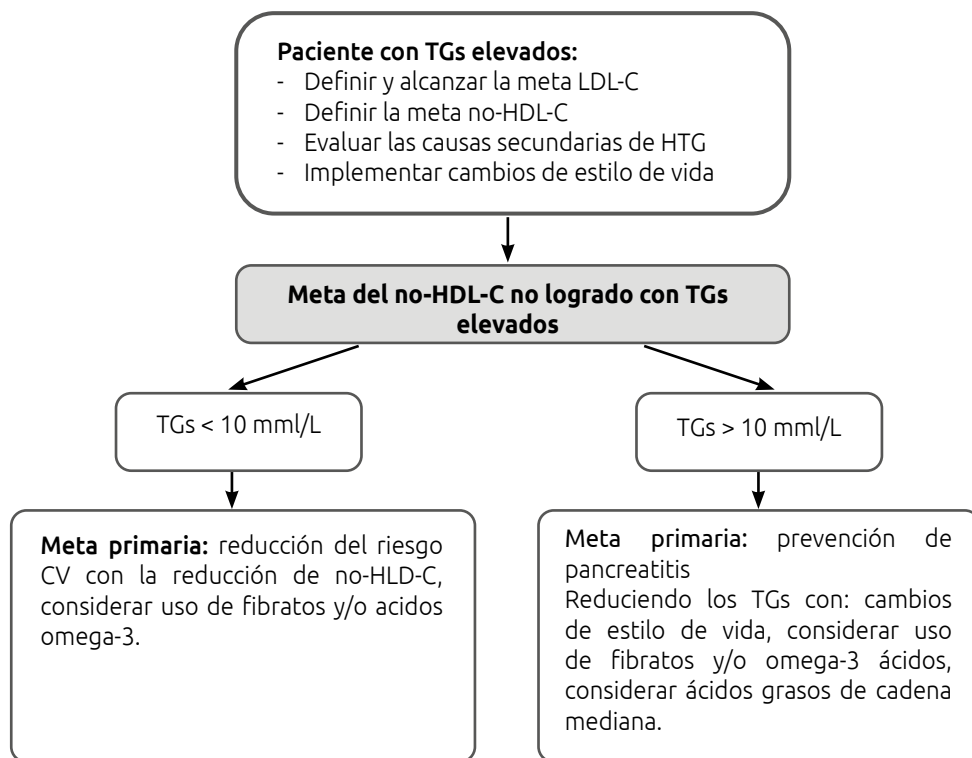 Paciente con TGs elevados:
- Definir y alcanzar la meta LDL-C
- Definir la meta no-HDL-C
- Evaluar las causas secundarias de HTG
- Implementar cambios de estilo de vida
Meta del no-HDL-C no logrado con TGs
elevados
TGs < 10 mml/L
TGs > 10 mml/L
Meta primaria: reducción del riesgo
CV con la reducción de no-HLD-C,
considerar uso de fibratos y/o acidos
omega-3.
Meta primaria: prevención de
pancreatitis
Reduciendo los TGs con: cambios
de estilo de vida, considerar uso
de fibratos y/o omega-3 ácidos,
considerar ácidos grasos de cadena
mediana.